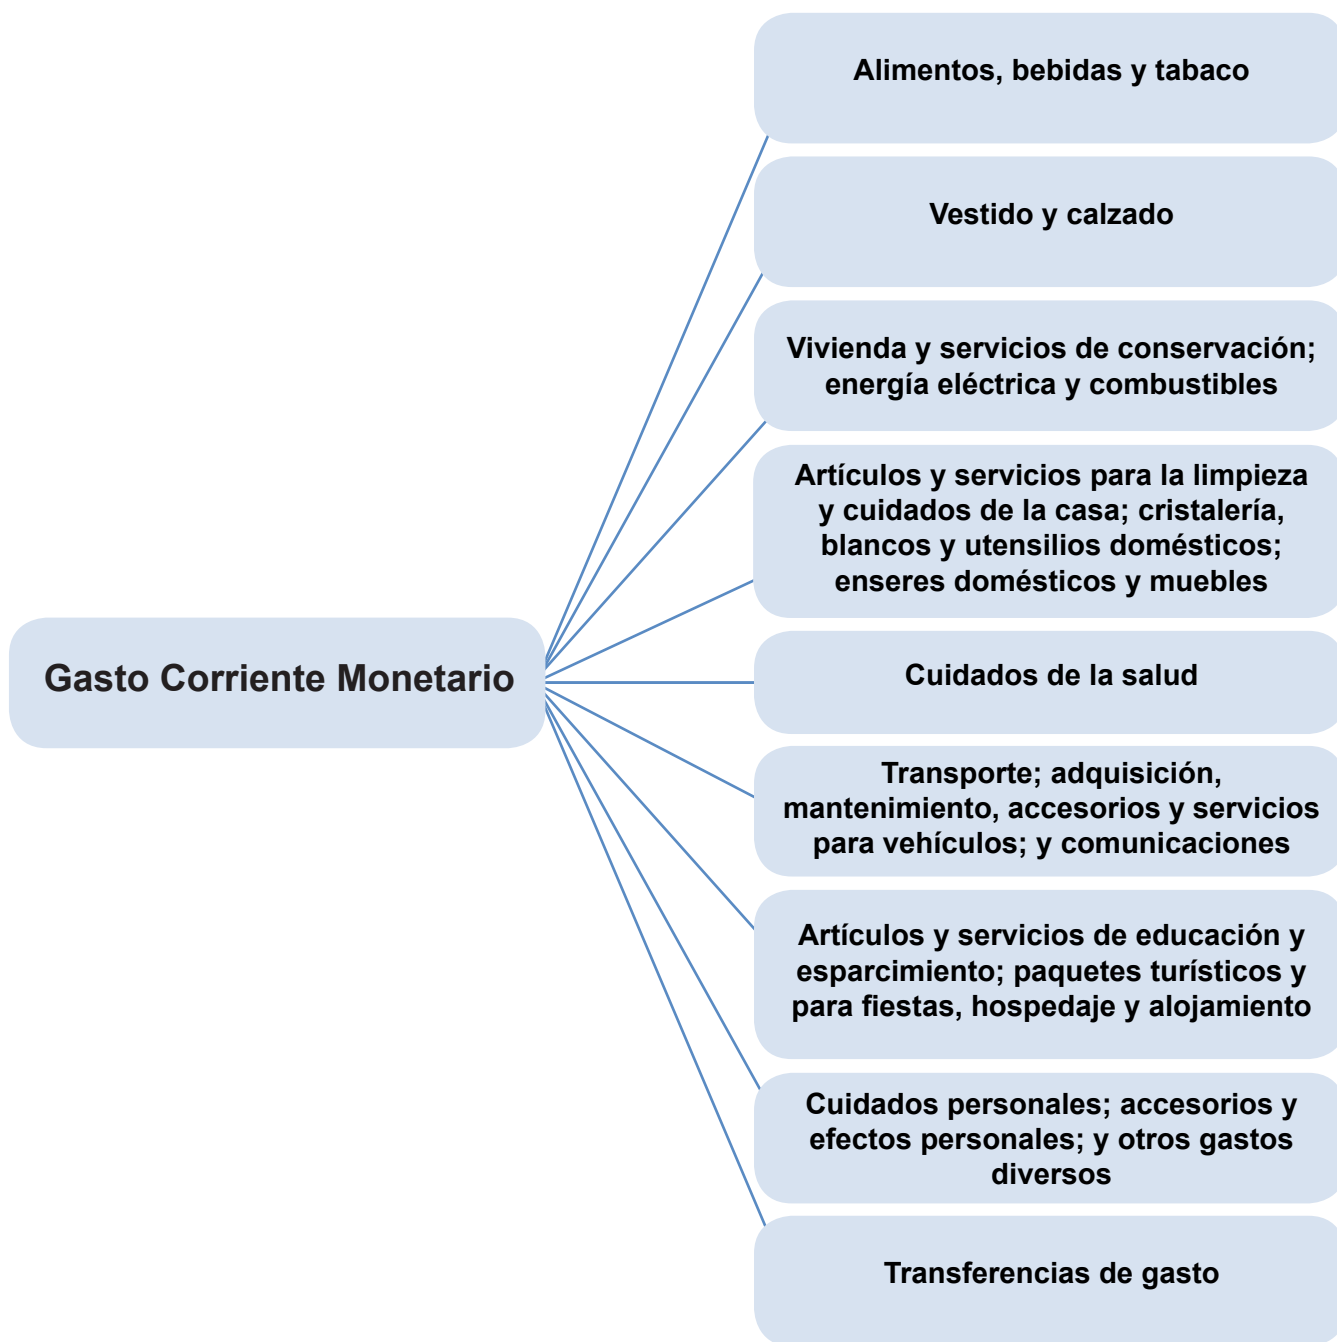 Gasto Corriente Monetario
Alimentos, bebidas y tabaco
Vestido y calzado
Vivienda y servicios de conservación;
energía eléctrica y combustibles
Artículos y servicios para la limpieza
y cuidados de la casa; cristalería,
blancos y utensilios domésticos;
enseres domésticos y muebles
Cuidados de la salud
Transporte; adquisición,
mantenimiento, accesorios y servicios
para vehículos; y comunicaciones
Artículos y servicios de educación y
esparcimiento; paquetes turísticos y
para fiestas, hospedaje y alojamiento
Cuidados personales; accesorios y
efectos personales; y otros gastos
diversos
Transferencias de gasto